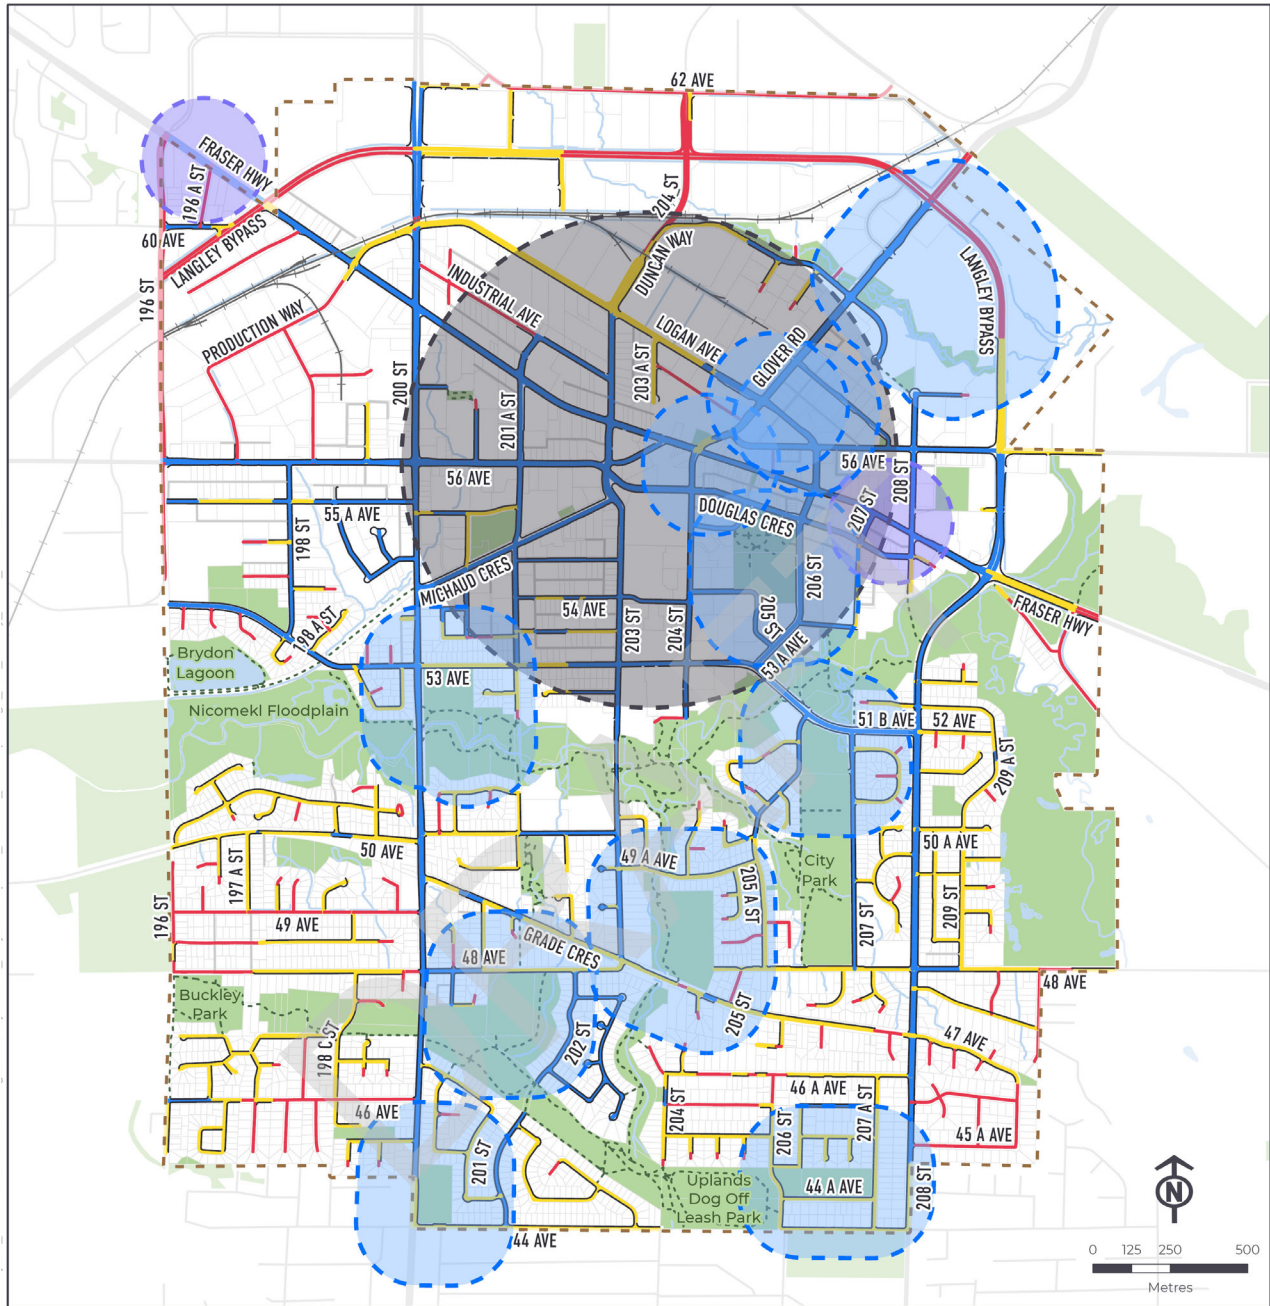 62 AVE
FRASER HWY
196 A ST
204 ST
60 AVE
LANGLEY BYPASS
DUNCAN WAY
LANGLEY BYPASS
196 ST
INDUSTRIAL AVE
PRODUCTION WAY
LOGAN AVE
GLOVER RD
203 A ST
200 ST
201 A ST
56 AVE
56 AVE
208 ST
207 ST
DOUGLAS CRES
55 A AVE
198 ST
MICHAUD CRES
206 ST
54 AVE
205 ST
198 A ST
203 ST
204 ST
FRASER HWY
53 A AVE
Brydon
Lagoon
53 AVE
Nicomekl Floodplain
51 B AVE
52 AVE
209 A ST
50 AVE
50 A AVE
49 A AVE
197 A ST
City
Park
205 A ST
196 ST
49 AVE
209 ST
207 ST
GRADE CRES
48 AVE
48 AVE
Buckley
Park
205 ST
198 C ST
202 ST
47 AVE
46 A AVE
46 AVE
204 ST
207 A ST
206 ST
45 A AVE
201 ST
Uplands
Dog Off
Leash Park
44 A AVE
208 ST
44 AVE
N
0 125 250 500
Metres